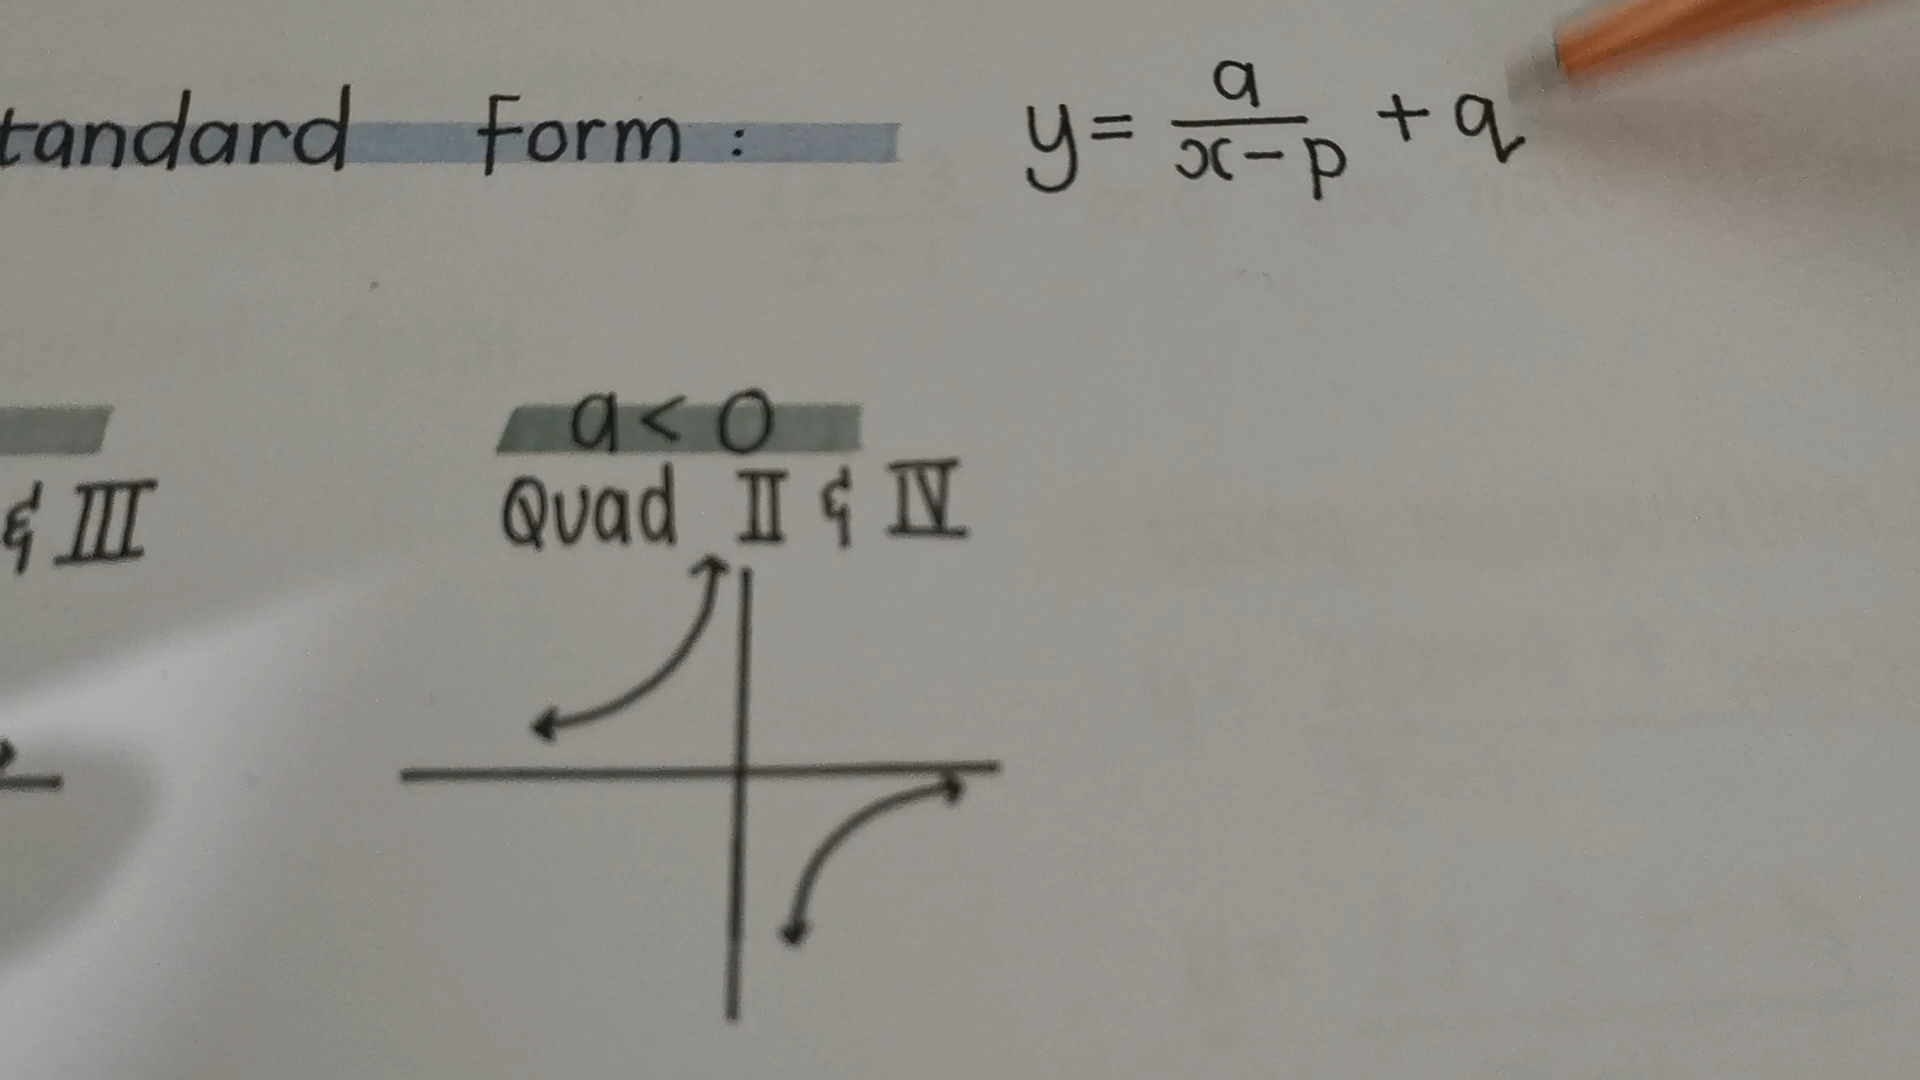 tandard form : y = a / x - p + q
a < 0
& III Quad II & IV